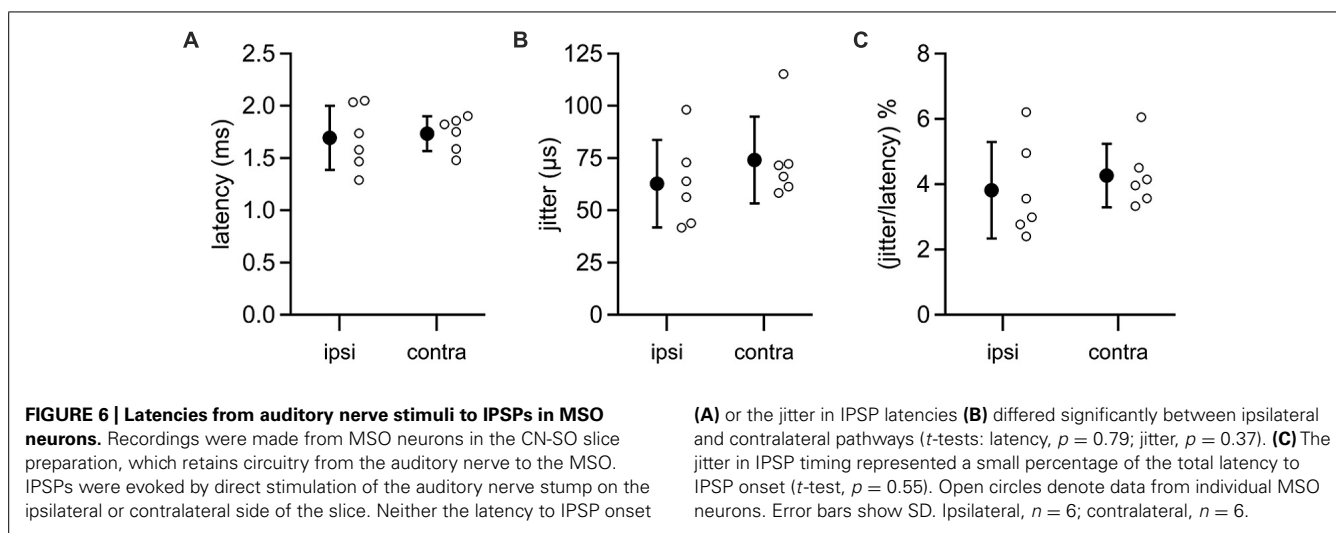 A
B
C
2.5
2.0
1.5
1.0
0.5
0.0
latency (ms)
ipsi
contra
125
100
75
50
25
0
jitter (µs)
ipsi
contra
8
6
4
2
0
(jitter/latency) %
ipsi
contra
FIGURE 6 | Latencies from auditory nerve stimuli to IPSPs in MSO
neurons. Recordings were made from MSO neurons in the CN-SO slice
preparation, which retains circuitry from the auditory nerve to the MSO.
IPSPs were evoked by direct stimulation of the auditory nerve stump on the
ipsilateral or contralateral side of the slice. Neither the latency to IPSP onset
(A) or the jitter in IPSP latencies (B) differed significantly between ipsilateral
and contralateral pathways (t-tests: latency, p = 0.79; jitter, p = 0.37). (C) The
jitter in IPSP timing represented a small percentage of the total latency to
IPSP onset (t-test, p = 0.55). Open circles denote data from individual MSO
neurons. Error bars show SD. Ipsilateral, n = 6; contralateral, n = 6.